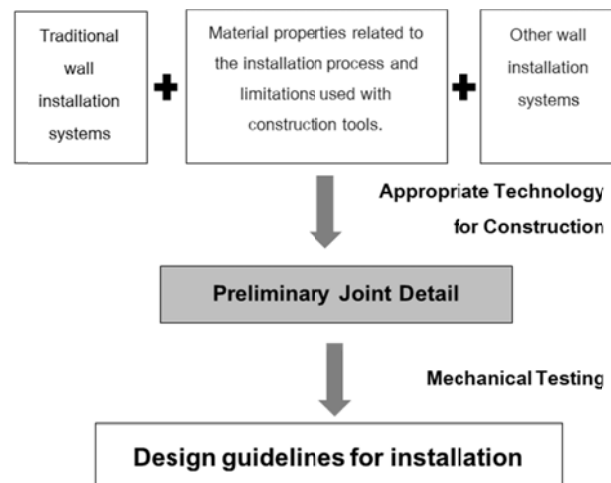 Traditional
wall
installation
systems
Material properties related to
the installation process and
limitations used with
construction tools.
Other wall
installation
systems
Appropriate Technology
for Construction
Preliminary Joint Detail
Mechanical Testing
Design guidelines for installation